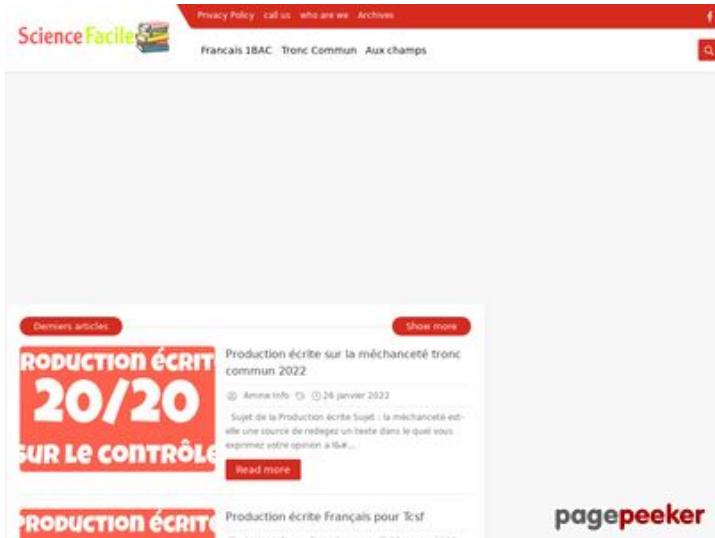 Privacy Policy call us who are we Archives
Science Facile
Francais 1BAC Tronc Commun Aux champs
Derniers articles
Show more
RODUCTION ÉCRIT
20/20
SUR LE CONTRÔLE
Production écrite sur la méchanceté tronc
commun 2022
Amine Info 26 janvier 2022
Sujet de la Production écrite Sujet : la mechanceté est-
elle une source de redegez un texte dans le quel vous
exprimez votre opinion a l&#...
Read more
PRODUCTION ÉCRITE
Production écrite Français pour Tcsf
pagepeeker